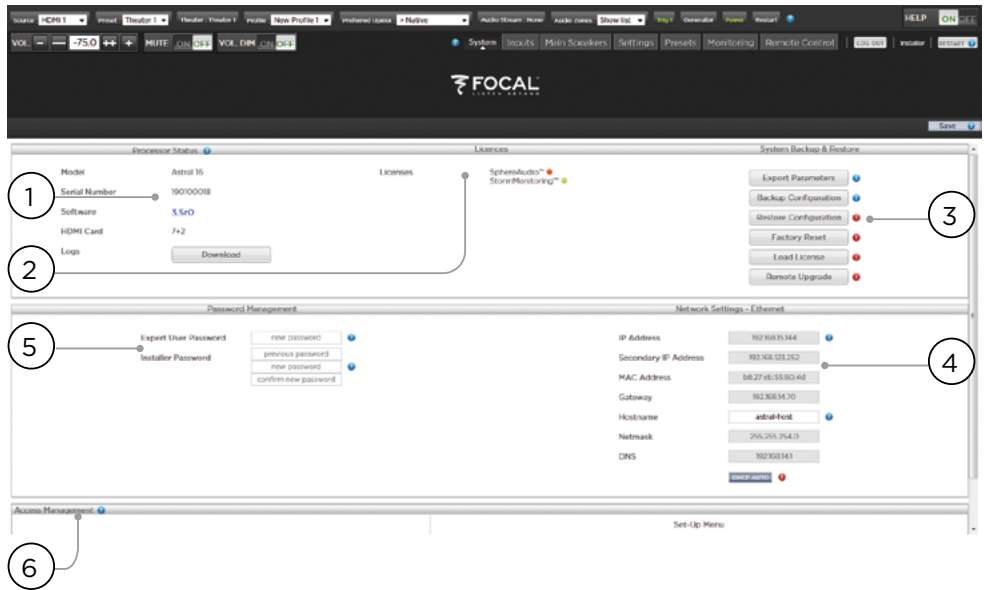 Source HDMI 1 Preset Theater 1 Theater : Theater 1 Profile New Profile 1 Preferred Upmix > Native Audio Stream : None Audio Zones Show list Trig 1 Generator Power Restart HELP ON OFF
VOL - — -75.0 ++ + MUTE ON OFF VOL. DIM ON OFF System Inputs Main Speakers Settings Presets Monitoring Remote Control LOG OUT Installer RESTART
FOCAL
LISTEN BEYOND
Save
Processor Status Licences System Backup & Restore
Model Astral 16 Licenses SphereAudio™
StormMonitoring™
Serial Number 190100018
Software 3.5r0
HDMI Card 7+2
Logs Download
Export Parameters
Backup Configuration
Restore Configuration
Factory Reset
Load License
Remote Upgrade
1
2
3
Password Management Network Settings - Ethernet
Expert User Password new password
Installer Password previous password
new password
confirm new password
IP Address 192.168.15.144
Secondary IP Address 192.168.123.252
MAC Address b8:27:eb:55:60:4d
Gateway 192.168.14.70
Hostname astral-host
Netmask 255.255.254.0
DNS 192.168.14.1
DHCP AUTO
5
4
Access Management
Set-Up Menu
6